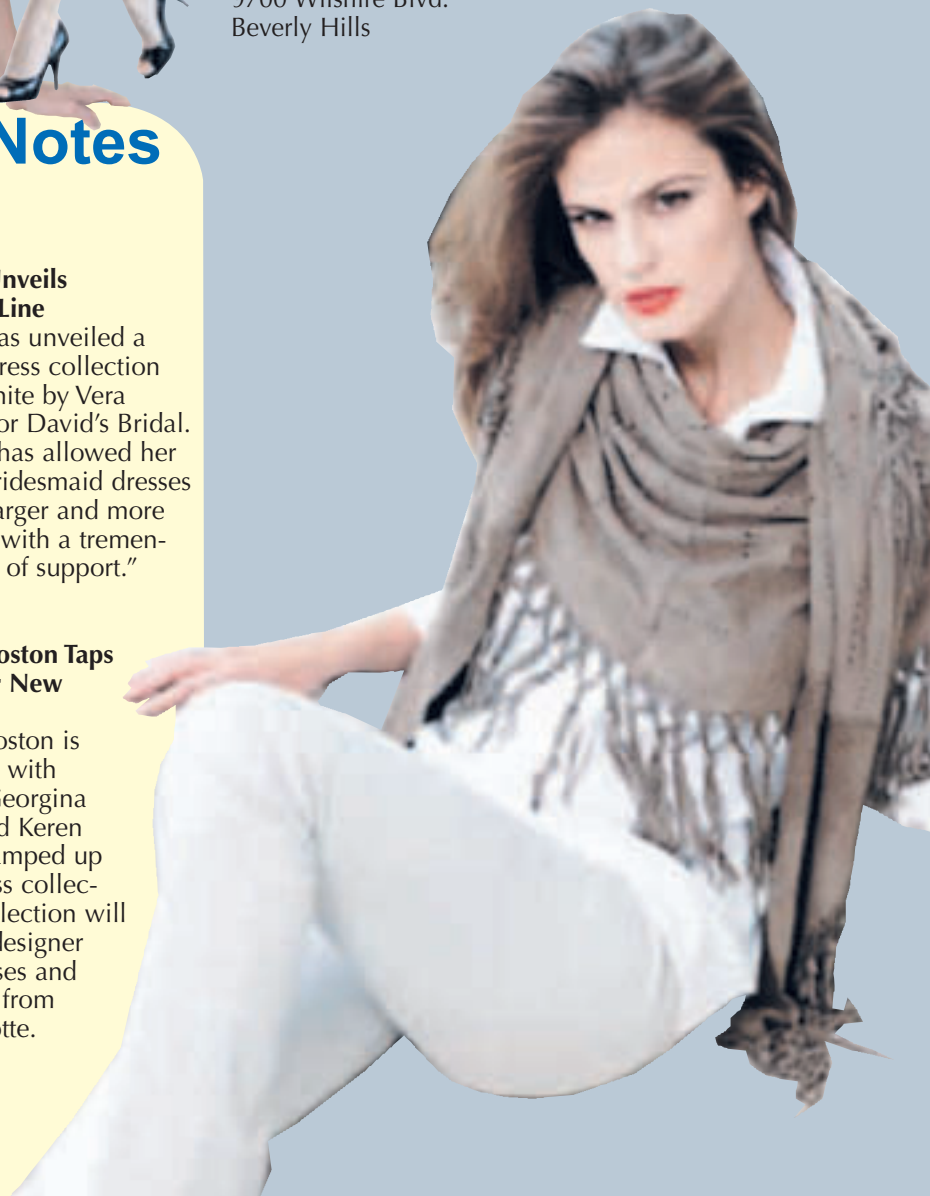 Wilshire Blvd.
Beverly Hills
Notes
Unveils
Line
as unveiled a
ress collection
hite by Vera
or David’s Bridal.
has allowed her
ridesmaid dresses
arger and more
with a tremen-
of support.”
oston Taps
r New
oston is
with
Georgina
d Keren
amped up
ss collec-
llection will
designer
ses and
from
otte.